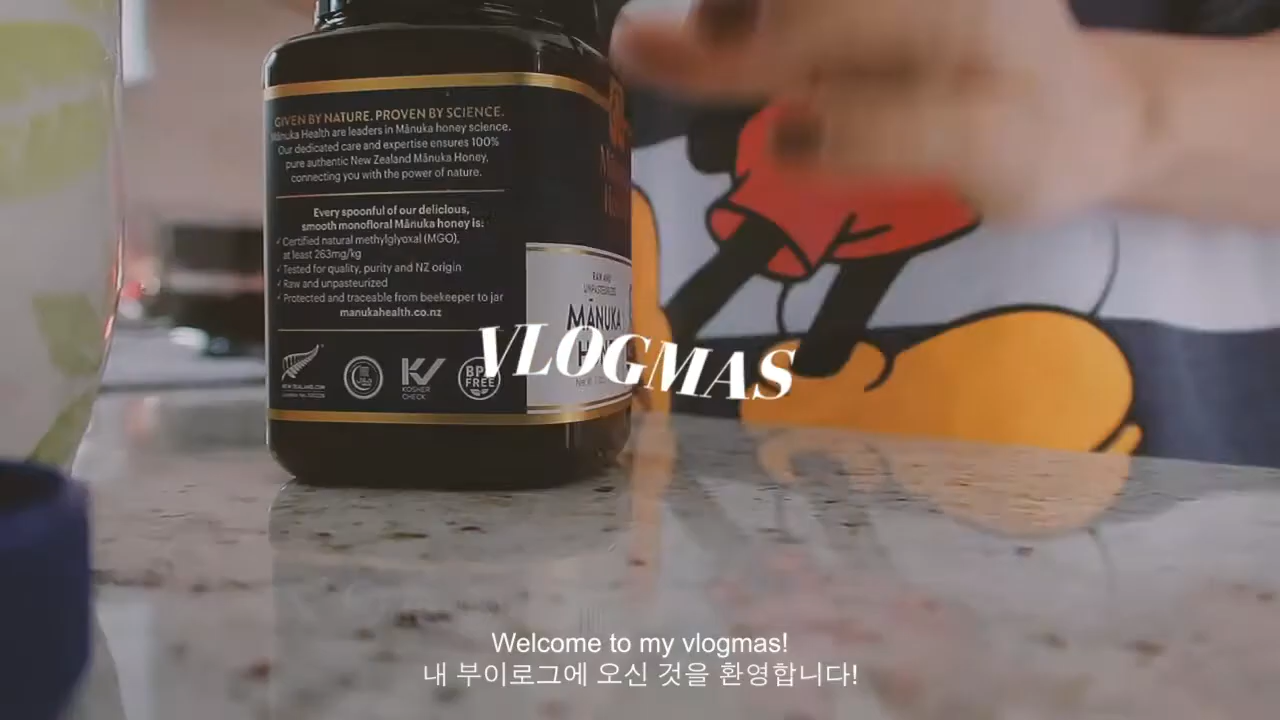 GIVEN BY NATURE. PROVEN BY SCIENCE.
Mānuka Health are leaders in Mānuka honey science.
Our dedicated care and expertise ensures 100%
pure authentic New Zealand Mānuka Honey,
connecting you with the power of nature.
Every spoonful of our delicious,
smooth monofloral Mānuka honey is:
✓ Certified natural methylglyoxal (MGO),
at least 263mg/kg
✓ Tested for quality, purity and NZ origin
✓ Raw and unpasteurized
✓ Protected and traceable from beekeeper to jar
manukahealth.co.nz
KOSHER
CHECK
BPA
FREE
RAW AND
UNPASTEURIZED
MĀNUKA
VLOGMAS
Welcome to my vlogmas!
내 부이로그에 오신 것을 환영합니다!